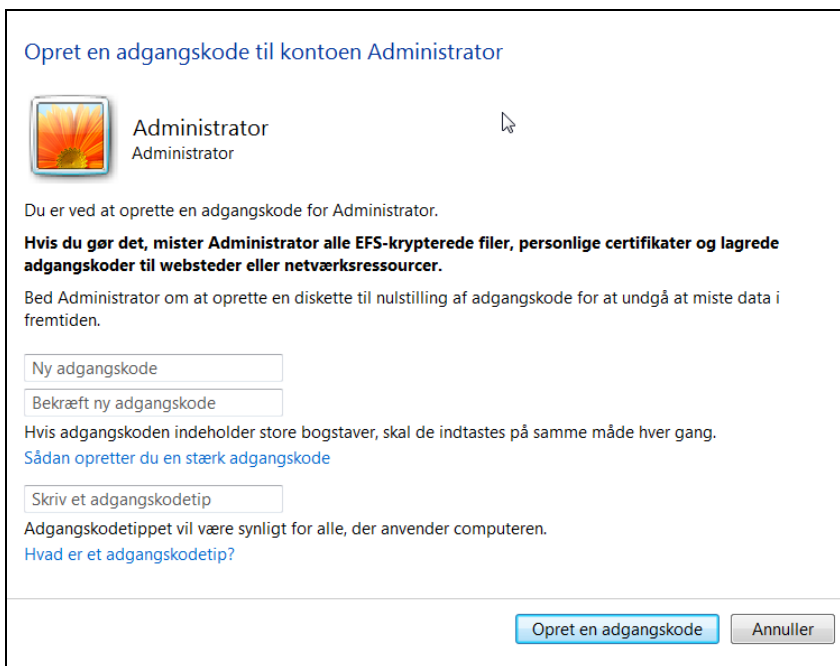 Opret en adgangskode til kontoen Administrator
Administrator
Administrator
Du er ved at oprette en adgangskode for Administrator.
Hvis du gør det, mister Administrator alle EFS-krypterede filer, personlige certifikater og lagrede
adgangskoder til websteder eller netværksressourcer.
Bed Administrator om at oprette en diskette til nulstilling af adgangskode for at undgå at miste data i
fremtiden.
Ny adgangskode
Bekræft ny adgangskode
Hvis adgangskoden indeholder store bogstaver, skal de indtastes på samme måde hver gang.
Sådan opretter du en stærk adgangskode
Skriv et adgangskodetip
Adgangskodetippet vil være synligt for alle, der anvender computeren.
Hvad er et adgangskodetip?
Opret en adgangskode
Annuller